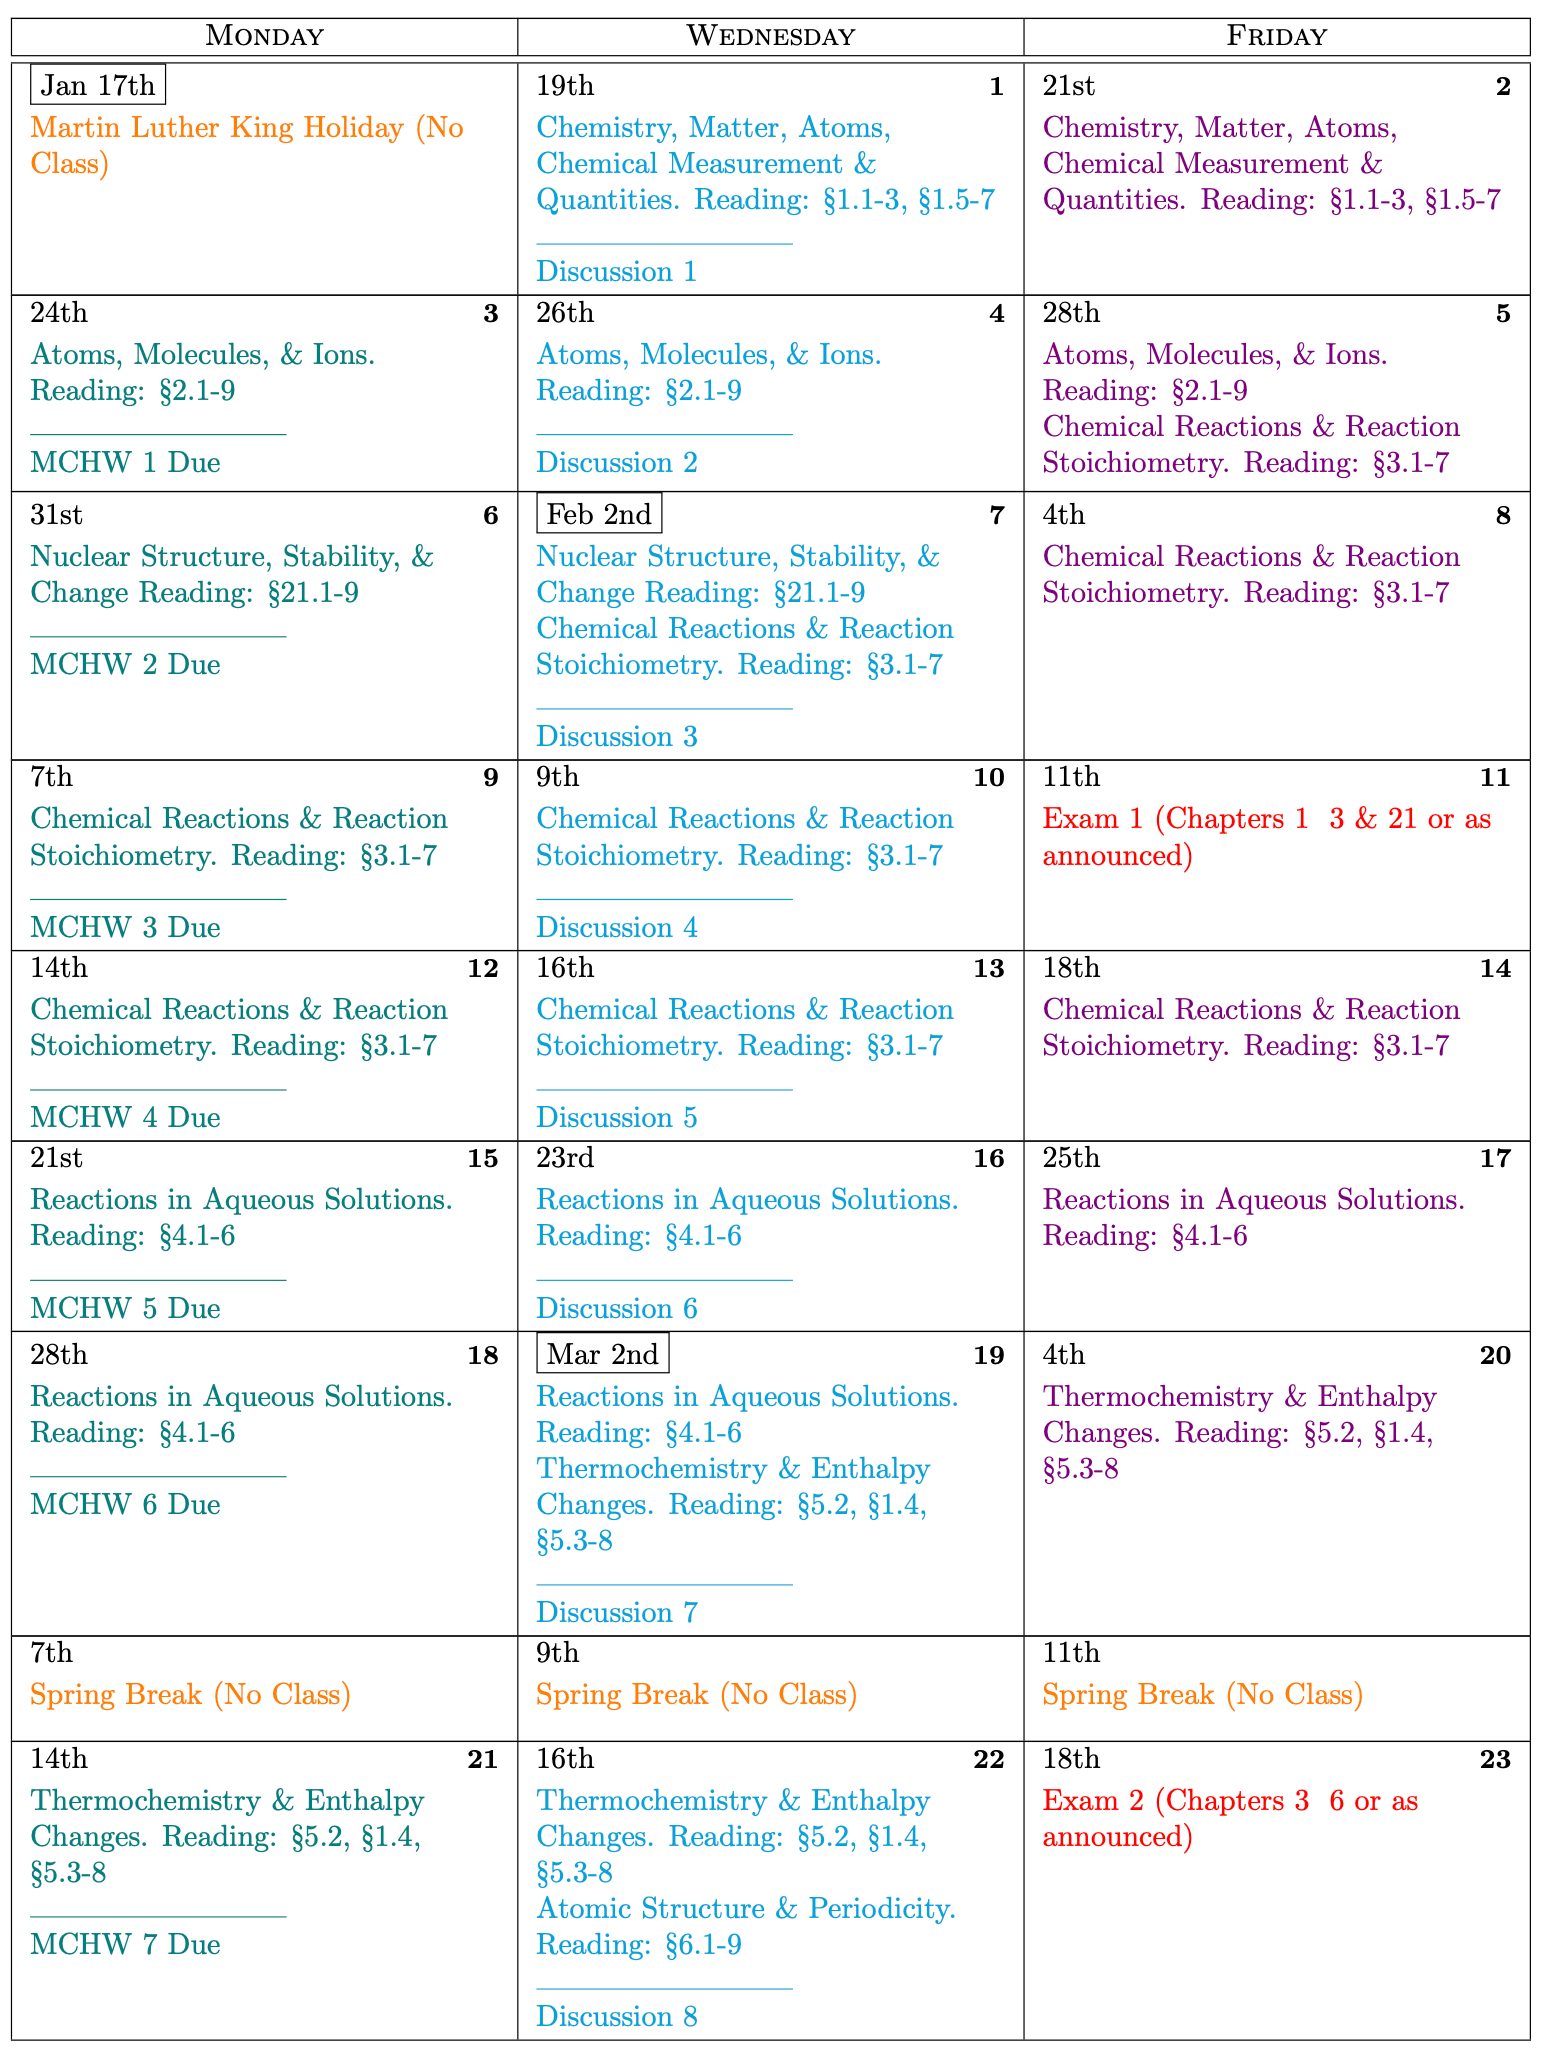 MONDAY WEDNESDAY FRIDAY
Jan 17th
Martin Luther King Holiday (No
Class)
19th 1
Chemistry, Matter, Atoms,
Chemical Measurement &
Quantities. Reading: §1.1-3, §1.5-7
Discussion 1
21st 2
Chemistry, Matter, Atoms,
Chemical Measurement &
Quantities. Reading: §1.1-3, §1.5-7
24th 3
Atoms, Molecules, & Ions.
Reading: §2.1-9
MCHW 1 Due
26th 4
Atoms, Molecules, & Ions.
Reading: §2.1-9
Discussion 2
28th 5
Atoms, Molecules, & Ions.
Reading: §2.1-9
Chemical Reactions & Reaction
Stoichiometry. Reading: §3.1-7
31st 6
Nuclear Structure, Stability, &
Change Reading: §21.1-9
MCHW 2 Due
Feb 2nd 7
Nuclear Structure, Stability, &
Change Reading: §21.1-9
Chemical Reactions & Reaction
Stoichiometry. Reading: §3.1-7
Discussion 3
4th 8
Chemical Reactions & Reaction
Stoichiometry. Reading: §3.1-7
7th 9
Chemical Reactions & Reaction
Stoichiometry. Reading: §3.1-7
MCHW 3 Due
9th 10
Chemical Reactions & Reaction
Stoichiometry. Reading: §3.1-7
Discussion 4
11th 11
Exam 1 (Chapters 1 3 & 21 or as
announced)
14th 12
Chemical Reactions & Reaction
Stoichiometry. Reading: §3.1-7
MCHW 4 Due
16th 13
Chemical Reactions & Reaction
Stoichiometry. Reading: §3.1-7
Discussion 5
18th 14
Chemical Reactions & Reaction
Stoichiometry. Reading: §3.1-7
21st 15
Reactions in Aqueous Solutions.
Reading: §4.1-6
MCHW 5 Due
23rd 16
Reactions in Aqueous Solutions.
Reading: §4.1-6
Discussion 6
25th 17
Reactions in Aqueous Solutions.
Reading: §4.1-6
28th 18
Reactions in Aqueous Solutions.
Reading: §4.1-6
MCHW 6 Due
Mar 2nd 19
Reactions in Aqueous Solutions.
Reading: §4.1-6
Thermochemistry & Enthalpy
Changes. Reading: §5.2, §1.4,
§5.3-8
Discussion 7
4th 20
Thermochemistry & Enthalpy
Changes. Reading: §5.2, §1.4,
§5.3-8
7th
Spring Break (No Class)
9th
Spring Break (No Class)
11th
Spring Break (No Class)
14th 21
Thermochemistry & Enthalpy
Changes. Reading: §5.2, §1.4,
§5.3-8
MCHW 7 Due
16th 22
Thermochemistry & Enthalpy
Changes. Reading: §5.2, §1.4,
§5.3-8
Atomic Structure & Periodicity.
Reading: §6.1-9
Discussion 8
18th 23
Exam 2 (Chapters 3 6 or as
announced)